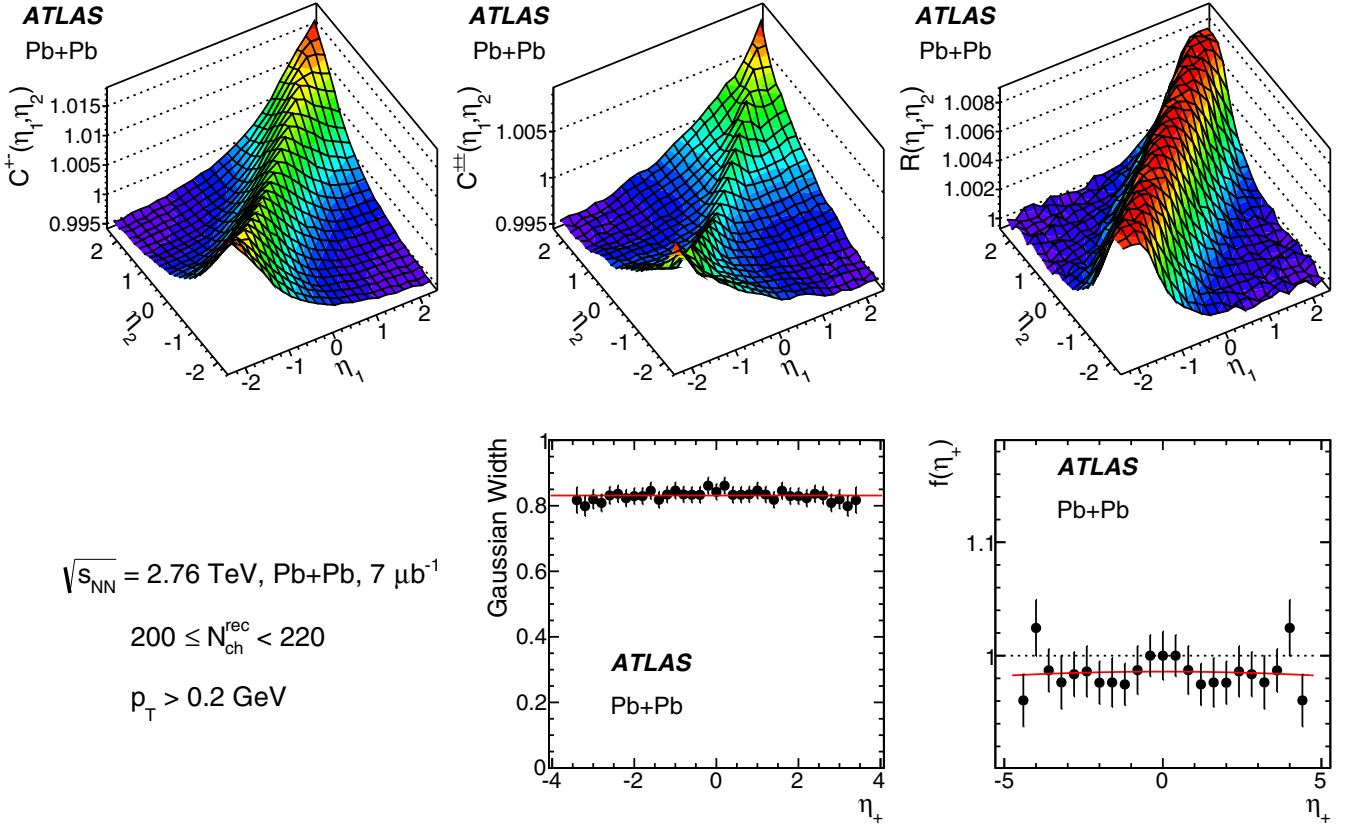 ATLAS
Pb+Pb
C⁺⁻(η₁,η₂)
1.015
1.01
1.005
1
0.995
2
1
0
-1
-2
η₂
-2
-1
0
1
2
η₁
ATLAS
Pb+Pb
C^±±(η₁,η₂)
1.005
1
0.995
2
1
0
-1
-2
η₂
-2
-1
0
1
2
η₁
ATLAS
Pb+Pb
R(η₁,η₂)
1.008
1.006
1.004
1.002
1
2
1
0
-1
-2
η₂
-2
-1
0
1
2
η₁
√s_NN = 2.76 TeV, Pb+Pb, 7 μb⁻¹
200 ≤ N_ch^rec < 220
p_T > 0.2 GeV
Gaussian Width
1
0.8
0.6
0.4
0.2
0
ATLAS
Pb+Pb
-4 -2 0 2 4
η₊
f(η₊)
ATLAS
Pb+Pb
1.1
1
-5 0 5
η₊